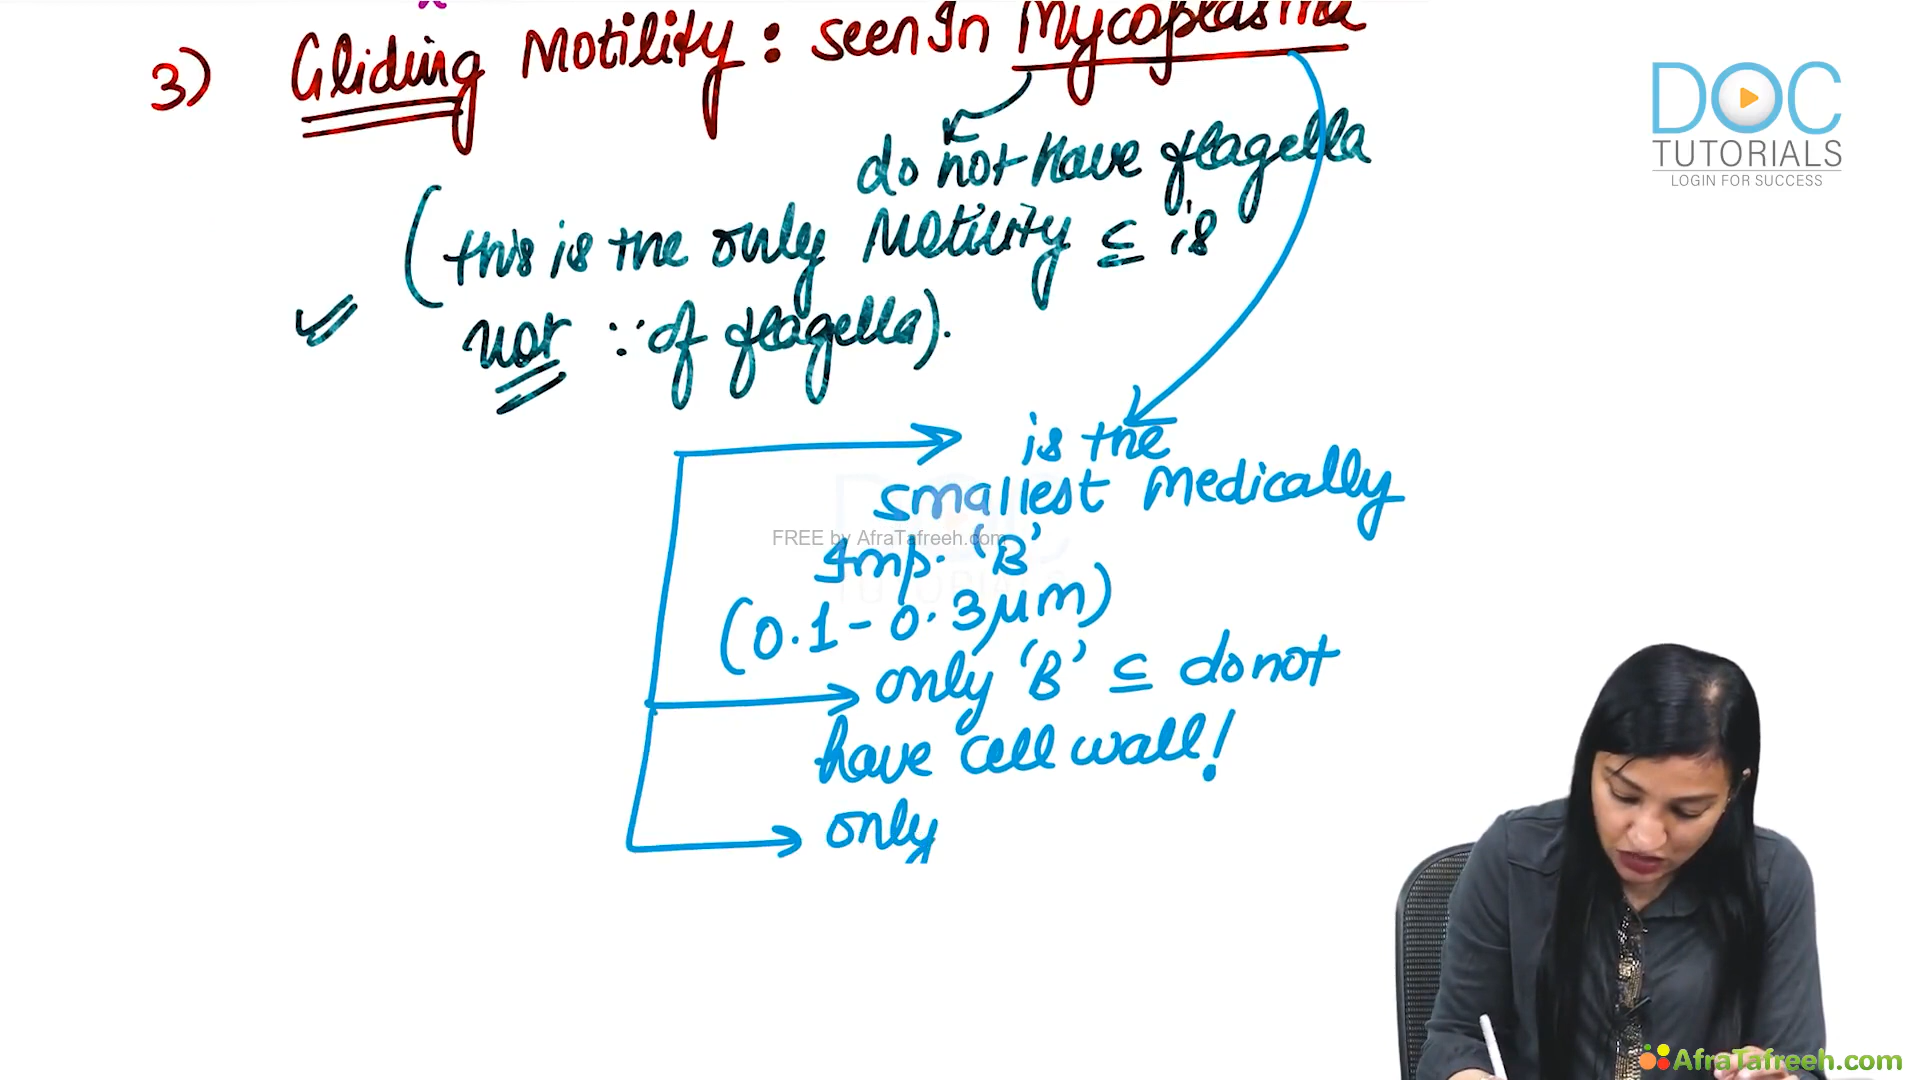 3) Gliding Motility : seen In Mycoplasma
do not have flagella
(this is the only Motility ⊆ is
not ∵ of flagella).
is the
smallest Medically
Imp. 'B'
(0.1 - 0.3 µm)
only 'B' ⊆ do not
have cell wall!
only
DOC
TUTORIALS
LOGIN FOR SUCCESS
FREE by AfraTafreeh.com
AfraTafreeh.com